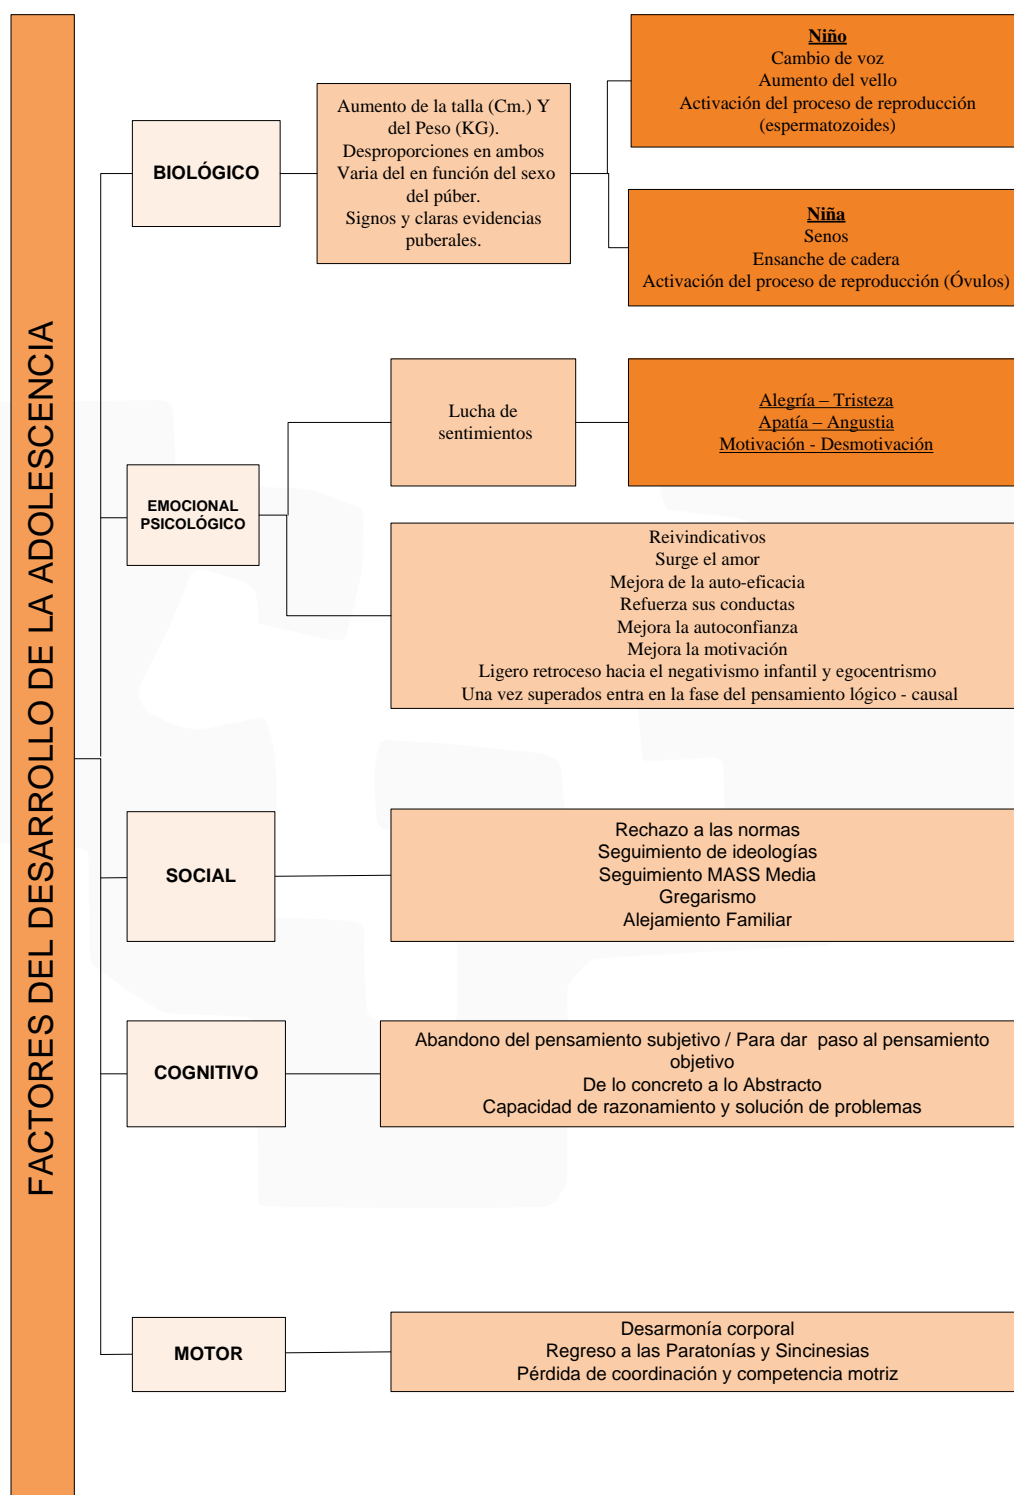 FACTORES DEL DESARROLLO DE LA ADOLESCENCIA
BIOLÓGICO
Aumento de la talla (Cm.) Y
del Peso (KG).
Desproporciones en ambos
Varia del en función del sexo
del púber.
Signos y claras evidencias
puberales.
Niño
Cambio de voz
Aumento del vello
Activación del proceso de reproducción
(espermatozoides)
Niña
Senos
Ensanche de cadera
Activación del proceso de reproducción (Óvulos)
EMOCIONAL
PSICOLÓGICO
Lucha de
sentimientos
Alegría – Tristeza
Apatía – Angustia
Motivación - Desmotivación
Reivindicativos
Surge el amor
Mejora de la auto-eficacia
Refuerza sus conductas
Mejora la autoconfianza
Mejora la motivación
Ligero retroceso hacia el negativismo infantil y egocentrismo
Una vez superados entra en la fase del pensamiento lógico - causal
SOCIAL
Rechazo a las normas
Seguimiento de ideologías
Seguimiento MASS Media
Gregarismo
Alejamiento Familiar
COGNITIVO
Abandono del pensamiento subjetivo / Para dar paso al pensamiento
objetivo
De lo concreto a lo Abstracto
Capacidad de razonamiento y solución de problemas
MOTOR
Desarmonía corporal
Regreso a las Paratonías y Sincinesias
Pérdida de coordinación y competencia motriz